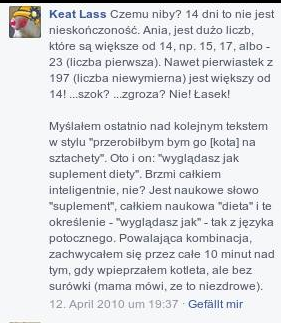 Keat Lass Czemu niby? 14 dni to nie jest
nieskończoność. Ania, jest dużo liczb,
które są większe od 14, np. 15, 17, albo -
23 (liczba pierwsza). Nawet pierwiastek z
197 (liczba niewymierna) jest większy od
14! ...szok? ...zgroza? Nie! Łasek!

Myślałem ostatnio nad kolejnym tekstem
w stylu "przerobiłbym bym go [kota] na
sztachety". Oto i on: "wyglądasz jak
suplement diety". Brzmi całkiem
inteligentnie, nie? Jest naukowe słowo
"suplement", całkiem naukowa "dieta" i te
określenie - "wyglądasz jak" - tak z języka
potocznego. Powalająca kombinacja,
zachwycałem się przez całe 10 minut nad
tym, gdy wpieprzałem kotleta, ale bez
surówki (mama mówi, ze to niezdrowe).
12. April 2010 um 19:37 · Gefällt mir